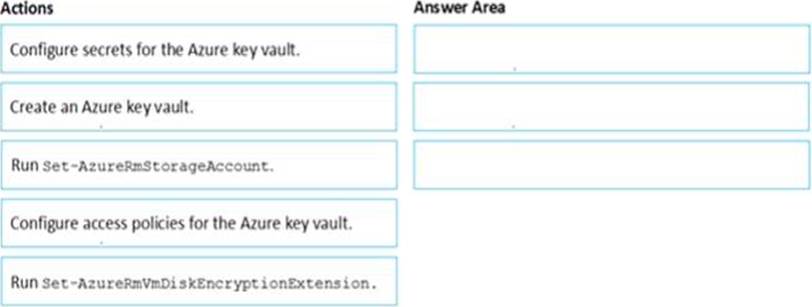 Actions
Answer Area
Configure secrets for the Azure key vault.
Create an Azure key vault.
Run Set-AzureRmStorageAccount.
Configure access policies for the Azure key vault.
Run Set-AzureRmVmDiskEncryptionExtension.